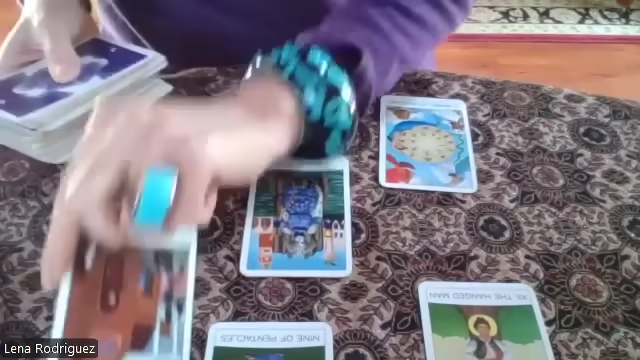 XII. THE HANGED MAN
NINE OF PENTACLES
Lena Rodriguez